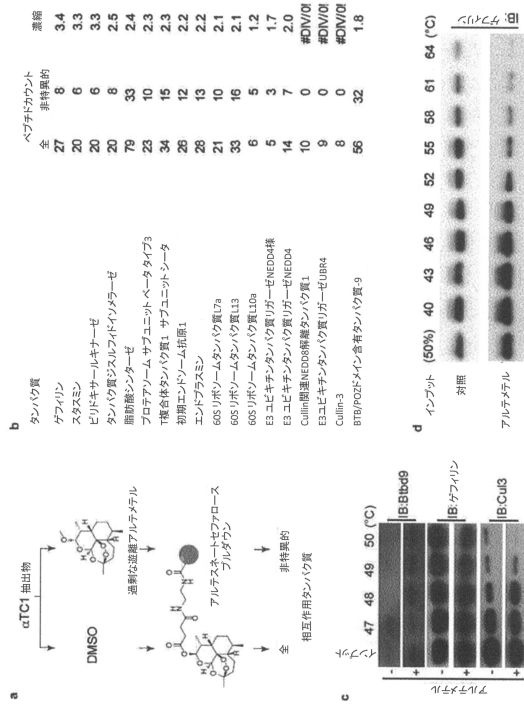 a
αTC1 抽出物
DMSO
過剰な遊離アルテメテル
アルテスネートセファロース
プルダウン
全 非特異的
相互作用タンパク質
b
ペプチドカウント
タンパク質 全 非特異的 濃縮
ゲフィリン 27 8 3.4
スタスミン 20 6 3.3
ピリドキサールキナーゼ 20 6 3.3
タンパク質ジスルフィドイソメラーゼ 20 8 2.5
脂肪酸シンターゼ 79 33 2.4
プロテアソーム サブユニット ベータ タイプ3 23 10 2.3
T複合体タンパク質1 サブユニット シータ 34 15 2.3
初期エンドソーム抗原1 26 12 2.2
エンドプラスミン 28 13 2.2
60S リボソームタンパク質L7a 21 10 2.1
60S リボソームタンパク質L13 33 16 2.1
60S リボソームタンパク質L10a 6 5 1.2
E3 ユビキチンタンパク質リガーゼNEDD4様 5 3 1.7
E3 ユビキチンタンパク質リガーゼNEDD4 14 7 2.0
Cullin関連NEDD8解離タンパク質1 10 0 #DIV/0!
E3ユビキチンタンパク質リガーゼUBR4 9 0 #DIV/0!
Cullin-3 8 0 #DIV/0!
BTB/POZドメイン含有タンパク質-9 56 32 1.8
c
インプット 47 48 49 50 (°C)
アルテメテル
- IB:Btbd9
+
- IB:ゲフィリン
+
- IB:Cul3
+
d
インプット (50%) 40 43 46 49 52 55 58 61 64 (°C)
対照
アルテメテル
IB: ゲフィリン